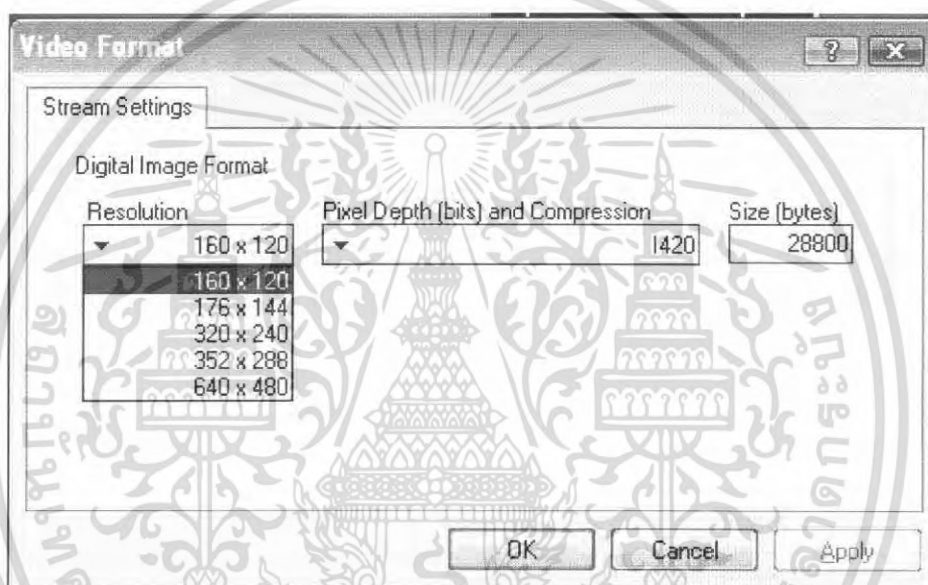 Video Format
Stream Settings
Digital Image Format
Resolution
Pixel Depth (bits) and Compression
Size (bytes)
160 x 120
I420
28800
160 x 120
176 x 144
320 x 240
352 x 288
640 x 480
OK
Cancel
Apply